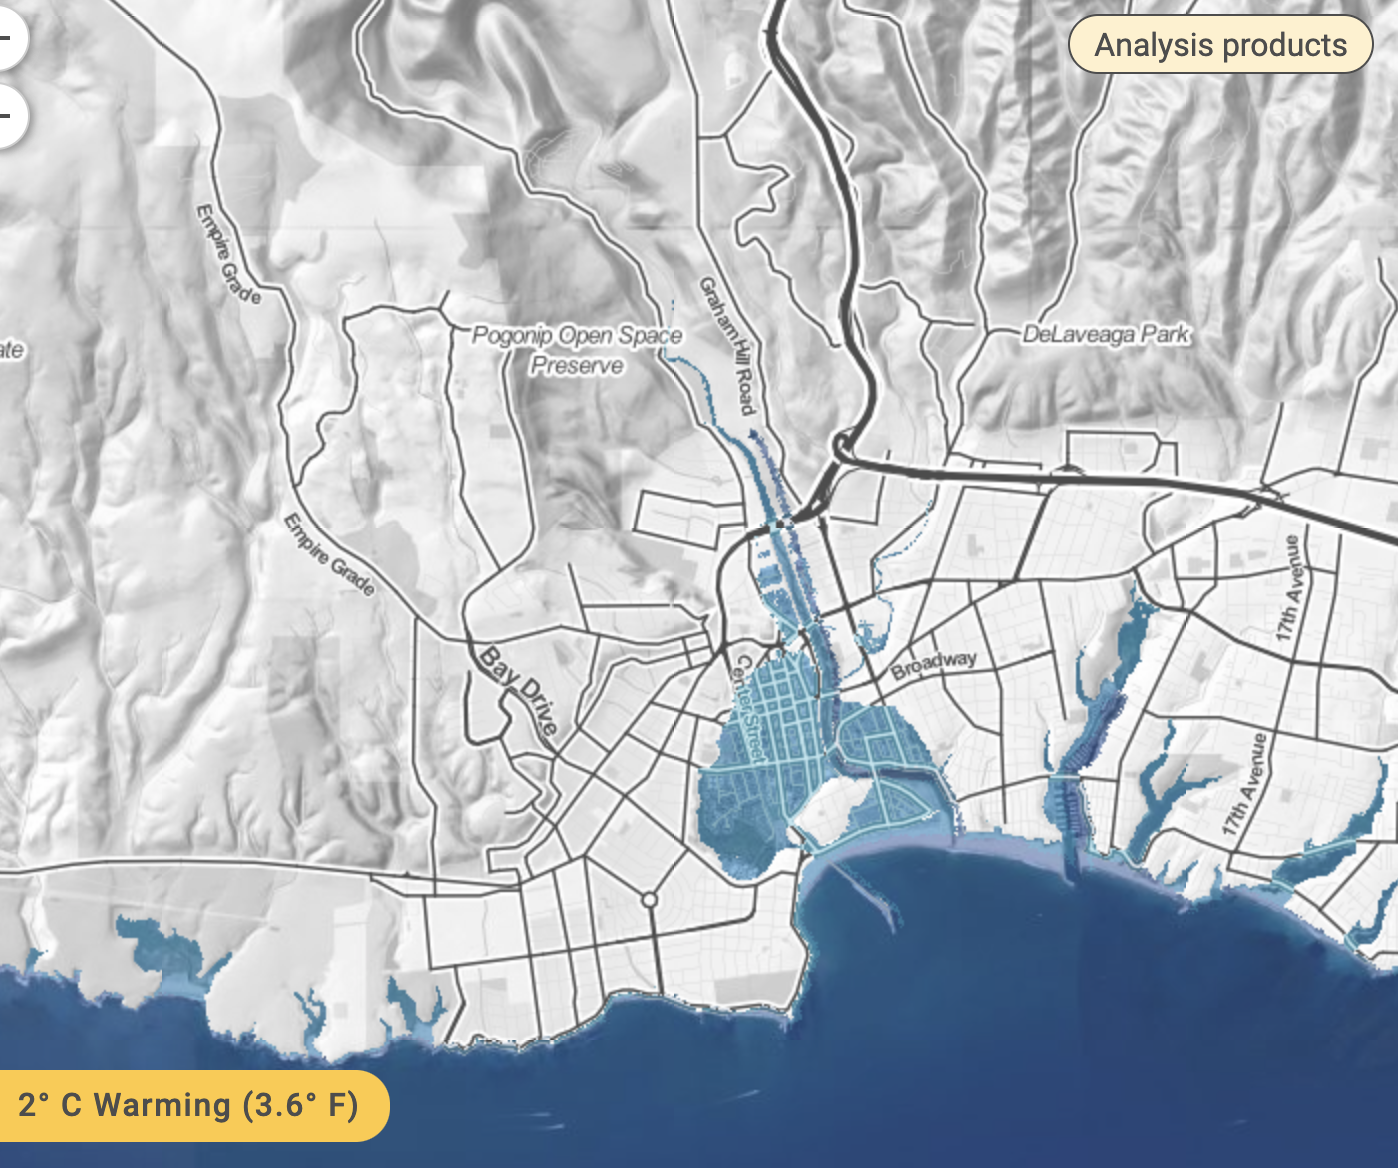 Analysis products
Empire Grade
Graham Hill Road
Pogonip Open Space
Preserve
DeLaveaga Park
ate
Empire Grade
17th Avenue
Bay Drive
Center Street
Broadway
17th Avenue
2° C Warming (3.6° F)